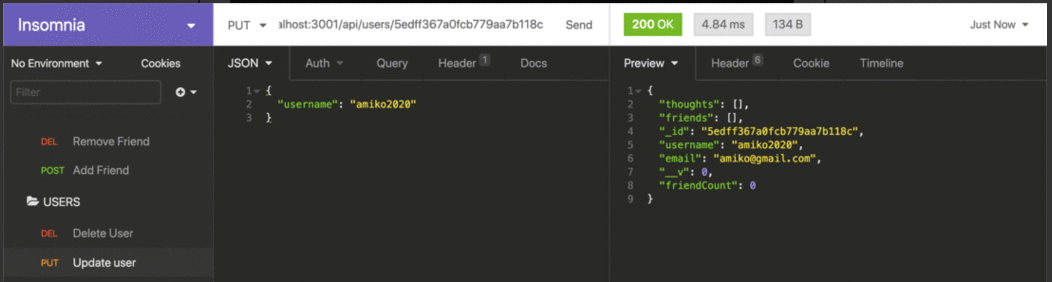 Insomnia
PUT alhost:3001/api/users/5edff367a0fcb779aa7b118c Send
200 OK 4.84 ms 134 B Just Now
No Environment Cookies
JSON Auth Query Header 1 Docs
Preview Header 6 Cookie Timeline
Filter
DEL Remove Friend
POST Add Friend
USERS
DEL Delete User
PUT Update user
1 {
2 "username": "amiko2020"
3 }
1 {
2 "thoughts": [],
3 "friends": [],
4 "_id": "5edff367a0fcb779aa7b118c",
5 "username": "amiko2020",
6 "email": "amiko@gmail.com",
7 "__v": 0,
8 "friendCount": 0
9 }